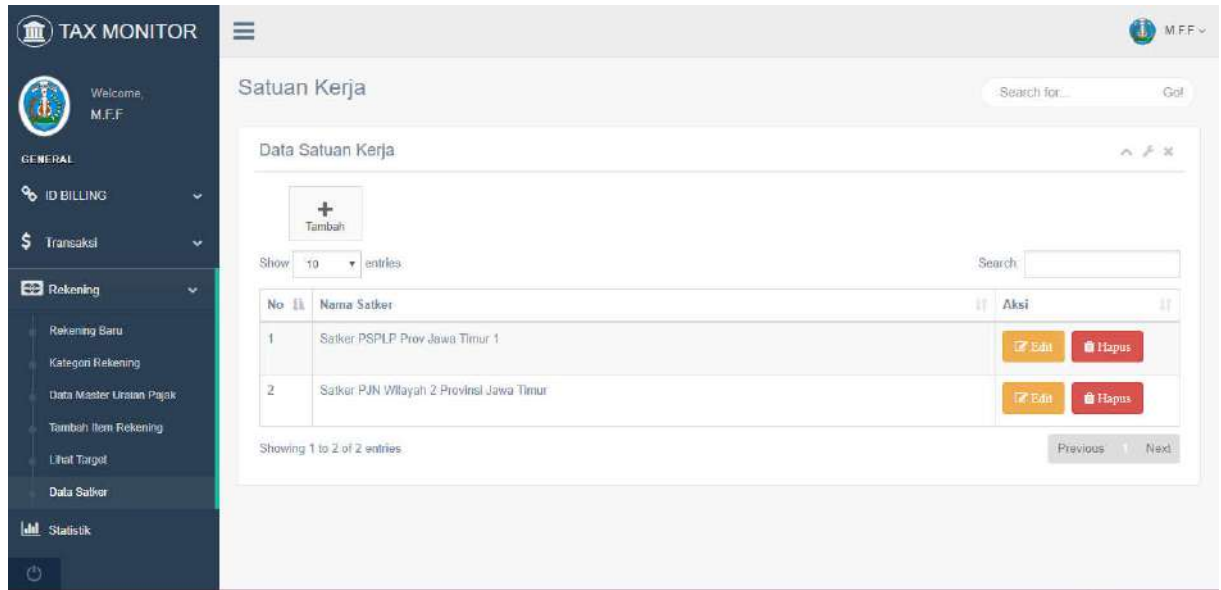 TAX MONITOR
M.F.F
Welcome,
M.F.F
GENERAL
ID BILLING
Transaksi
Rekening
Rekening Baru
Kategori Rekening
Data Master Uraian Pajak
Tambah Item Rekening
Lihat Target
Data Satker
Statistik
Satuan Kerja
Search for...
Go!
Data Satuan Kerja
Tambah
Show 10 entries
Search:
No Nama Satker Aksi
1 Satker PSPLP Prov Jawa Timur 1 Edit Hapus
2 Satker PJN Wilayah 2 Provinsi Jawa Timur Edit Hapus
Showing 1 to 2 of 2 entries
Previous 1 Next